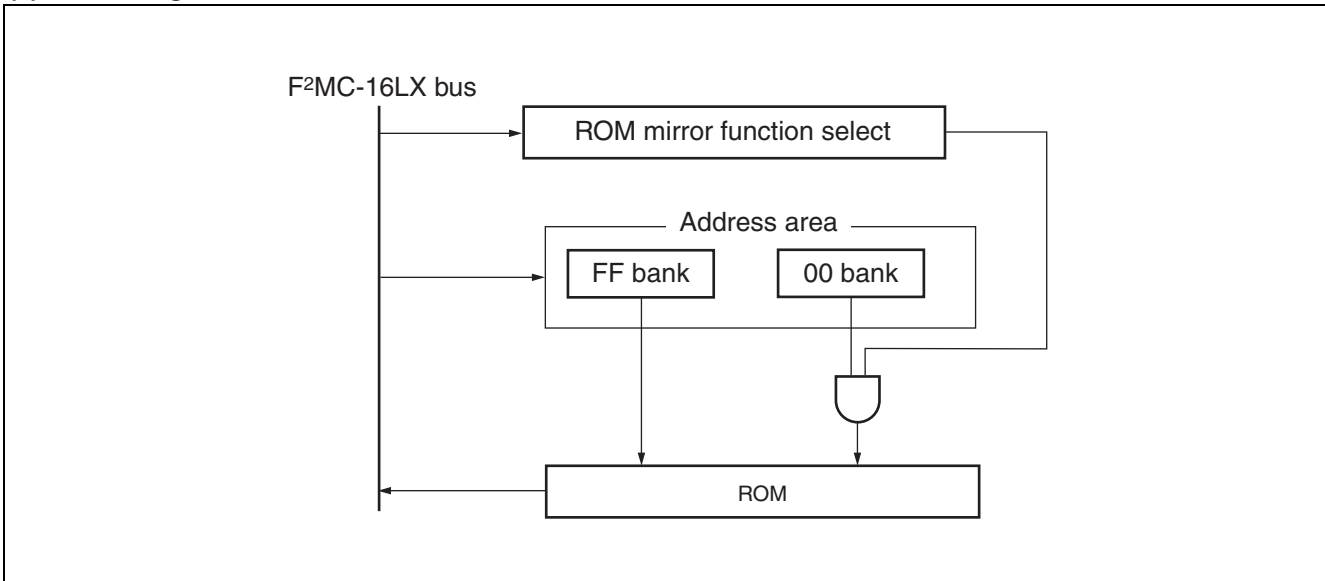 F²MC-16LX bus
ROM mirror function select
Address area
FF bank
00 bank
ROM